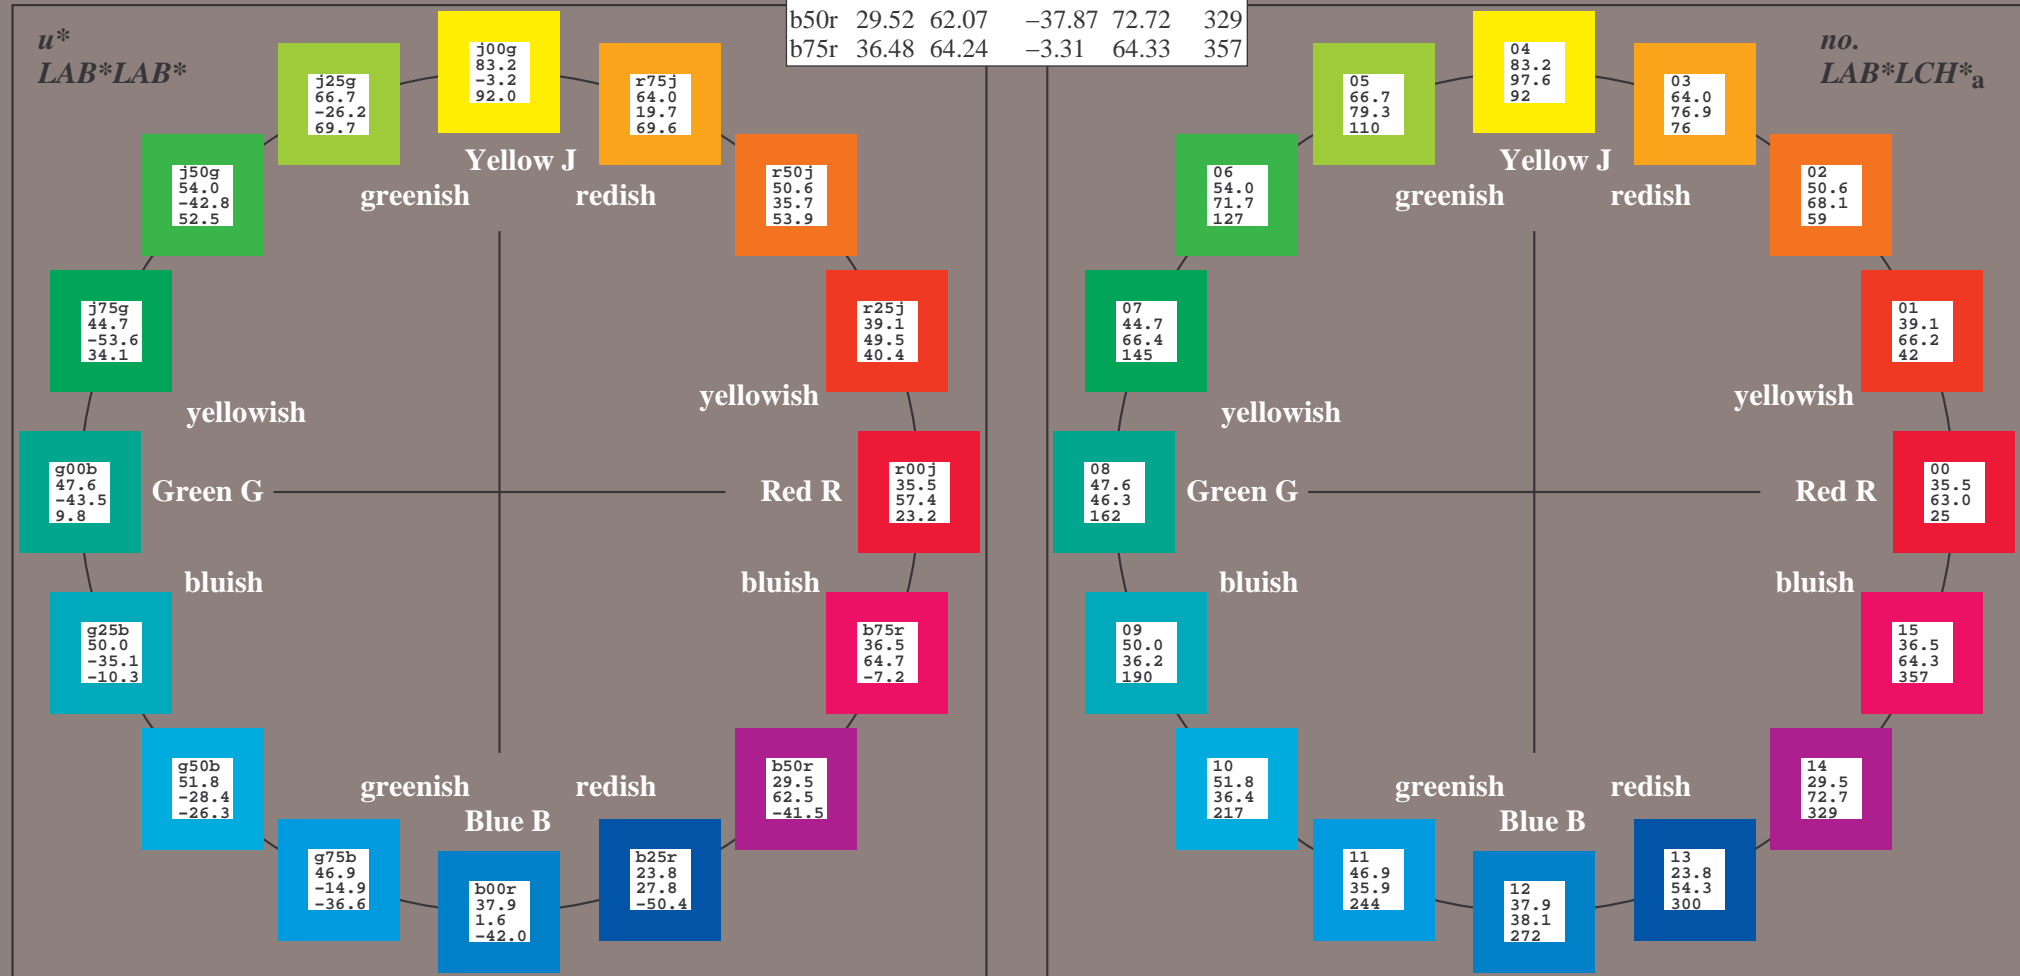 b50r 29.52 62.07 −37.87 72.72 329
b75r 36.48 64.24 −3.31 64.33 357
u*
LAB*LAB*
j00g
83.2
-3.2
92.0
j25g
66.7
-26.2
69.7
r75j
64.0
19.7
69.6
Yellow J
greenish redish
j50g
54.0
-42.8
52.5
r50j
50.6
35.7
53.9
j75g
44.7
-53.6
34.1
r25j
39.1
49.5
40.4
yellowish
yellowish
g00b
47.6
-43.5
9.8
Green G
Red R
r00j
35.5
57.4
23.2
bluish
bluish
g25b
50.0
-35.1
-10.3
b75r
36.5
64.7
-7.2
g50b
51.8
-28.4
-26.3
b50r
29.5
62.5
-41.5
greenish redish
Blue B
g75b
46.9
-14.9
-36.6
b00r
37.9
1.6
-42.0
b25r
23.8
27.8
-50.4
no.
LAB*LCH*a
04
83.2
97.6
92
05
66.7
79.3
110
03
64.0
76.9
76
Yellow J
greenish redish
06
54.0
71.7
127
02
50.6
68.1
59
07
44.7
66.4
145
01
39.1
66.2
42
yellowish
yellowish
08
47.6
46.3
162
Green G
Red R
00
35.5
63.0
25
bluish
bluish
09
50.0
36.2
190
15
36.5
64.3
357
10
51.8
36.4
217
14
29.5
72.7
329
greenish redish
Blue B
11
46.9
35.9
244
12
37.9
38.1
272
13
23.8
54.3
300